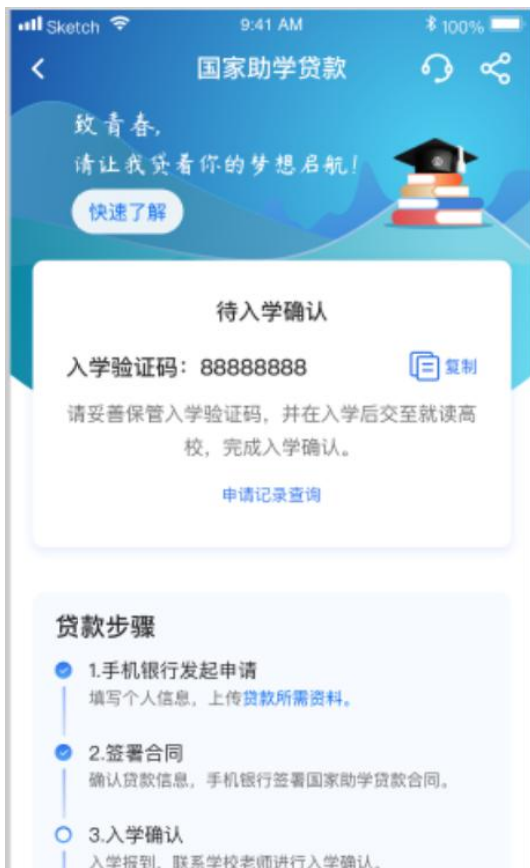 Sketch 9:41 AM 100%
国家助学贷款
致青春,
请让我贷着你的梦想启航!
快速了解
待入学确认
入学验证码：88888888 复制
请妥善保管入学验证码，并在入学后交至就读高
校，完成入学确认。
申请记录查询
贷款步骤
1.手机银行发起申请
填写个人信息，上传贷款所需资料。
2.签署合同
确认贷款信息，手机银行签署国家助学贷款合同。
3.入学确认
入学报到，联系学校老师进行入学确认。